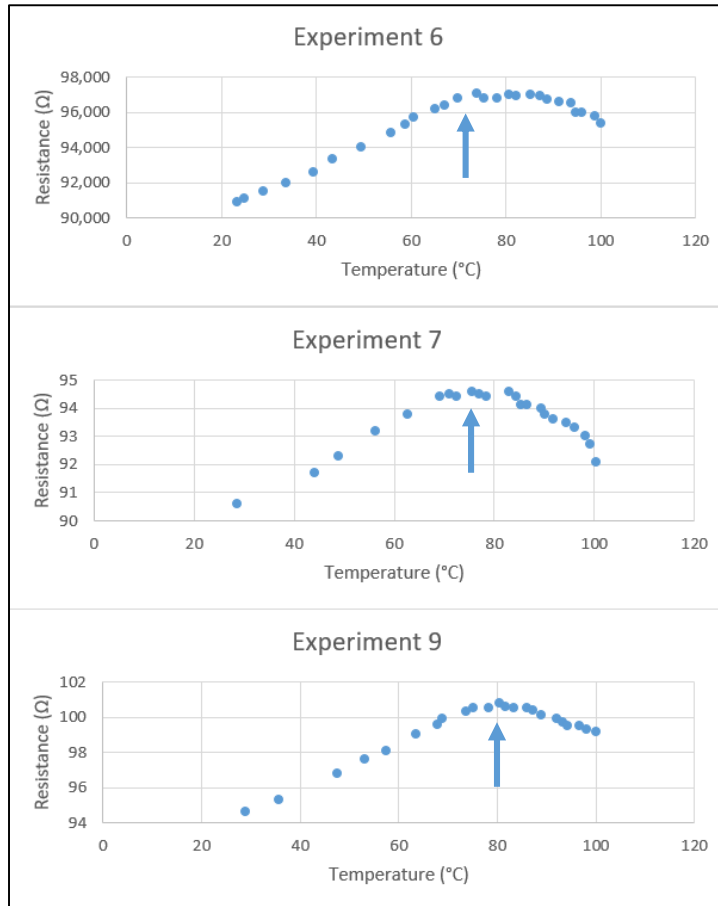 Experiment 6
98,000
96,000
94,000
92,000
90,000
Resistance (Ω)
0 20 40 60 80 100 120
Temperature (°C)
Experiment 7
95
94
93
92
91
90
Resistance (Ω)
0 20 40 60 80 100 120
Temperature (°C)
Experiment 9
102
100
98
96
94
Resistance (Ω)
0 20 40 60 80 100 120
Temperature (°C)